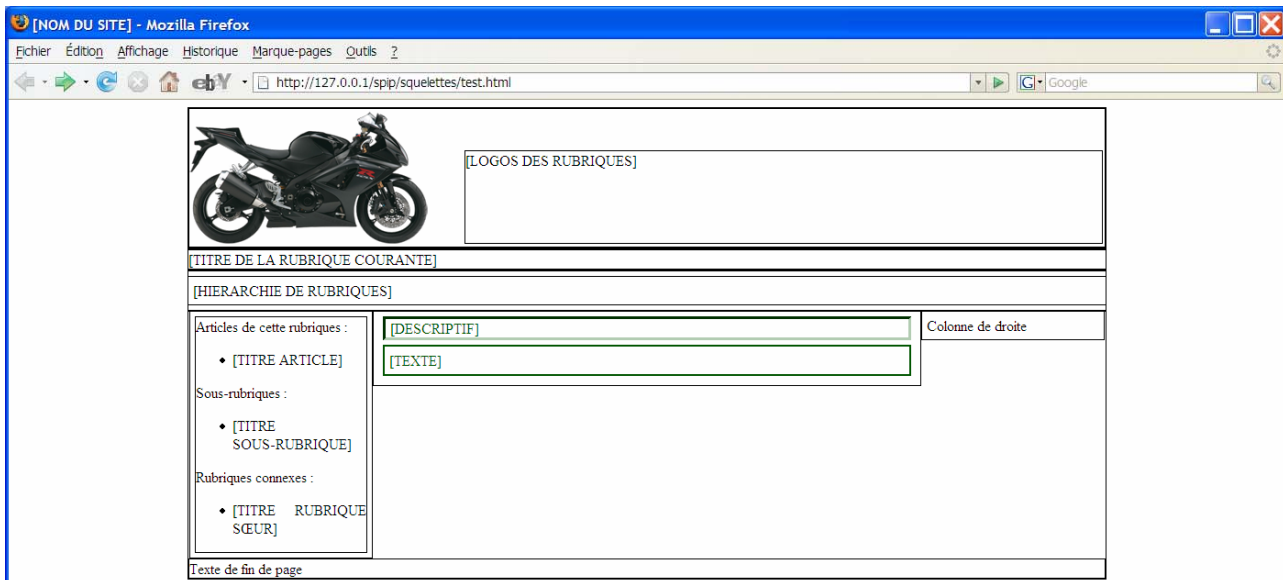 [NOM DU SITE] - Mozilla Firefox
Fichier Édition Affichage Historique Marque-pages Outils ?
ebY http://127.0.0.1/spip/squelettes/test.html G Google
[LOGOS DES RUBRIQUES]
[TITRE DE LA RUBRIQUE COURANTE]
[HIERARCHIE DE RUBRIQUES]
Articles de cette rubriques :
[TITRE ARTICLE]
Sous-rubriques :
[TITRE
SOUS-RUBRIQUE]
Rubriques connexes :
[TITRE RUBRIQUE
SŒUR]
[DESCRIPTIF]
[TEXTE]
Colonne de droite
Texte de fin de page